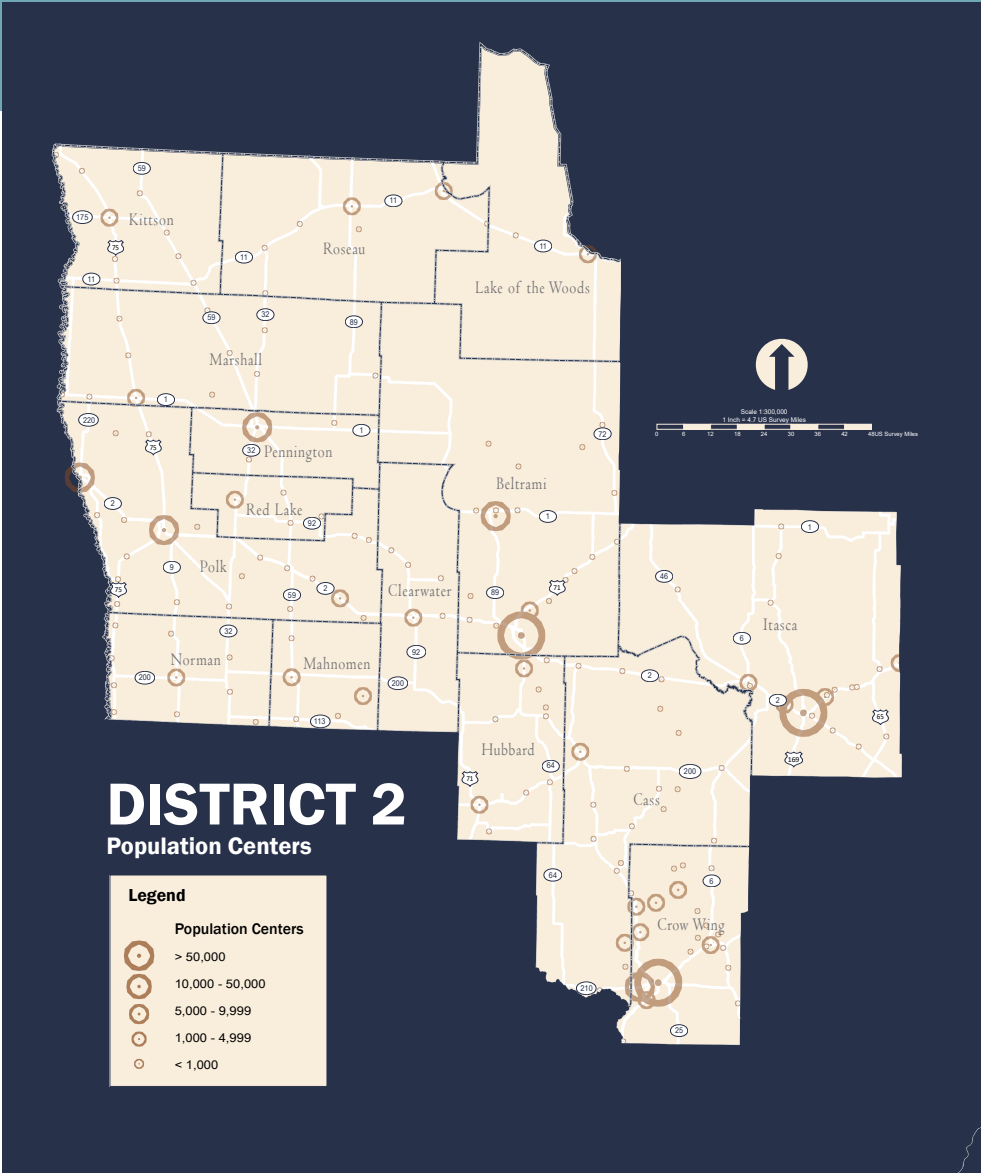 59
175
Kittson
75
11
11
11
Roseau
11
Lake of the Woods
59
32
89
Marshall
Scale 1:300,000
1 Inch = 4.7 US Survey Miles
0 6 12 18 24 30 36 42 48US Survey Miles
1
220
75
32
Pennington
1
72
Beltrami
2
Red Lake
92
1
1
9
Polk
75
59
2
Clearwater
89
71
46
Itasca
6
32
Norman
200
Mahnomen
92
200
113
2
2
65
169
Hubbard
71
64
200
Cass
DISTRICT 2
Population Centers
64
6
Crow Wing
210
25
Legend
Population Centers
> 50,000
10,000 - 50,000
5,000 - 9,999
1,000 - 4,999
< 1,000